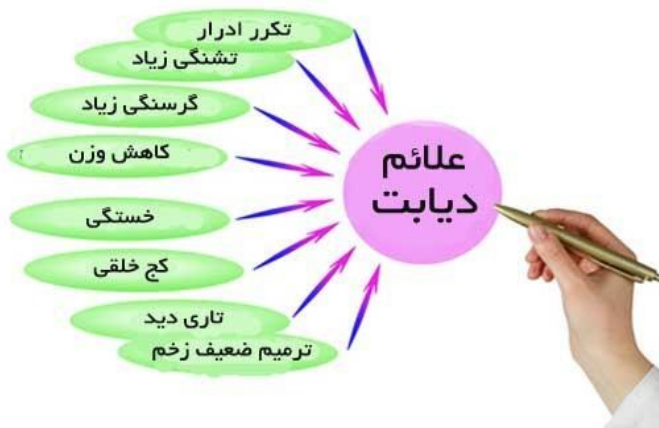 تکرر ادرار
تشنگی زیاد
گرسنگی زیاد
کاهش وزن
خستگی
کج خلقی
تاری دید
ترمیم ضعیف زخم
علائم
دیابت